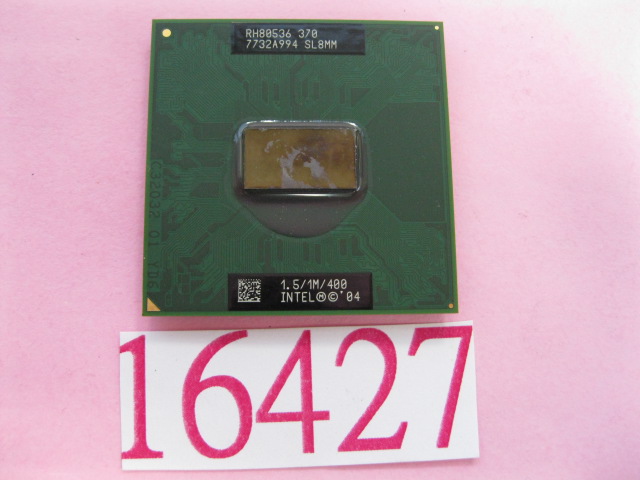 RH80536 370
7732A994 SL8MM
1.5/1M/400
INTEL®©'04
16427